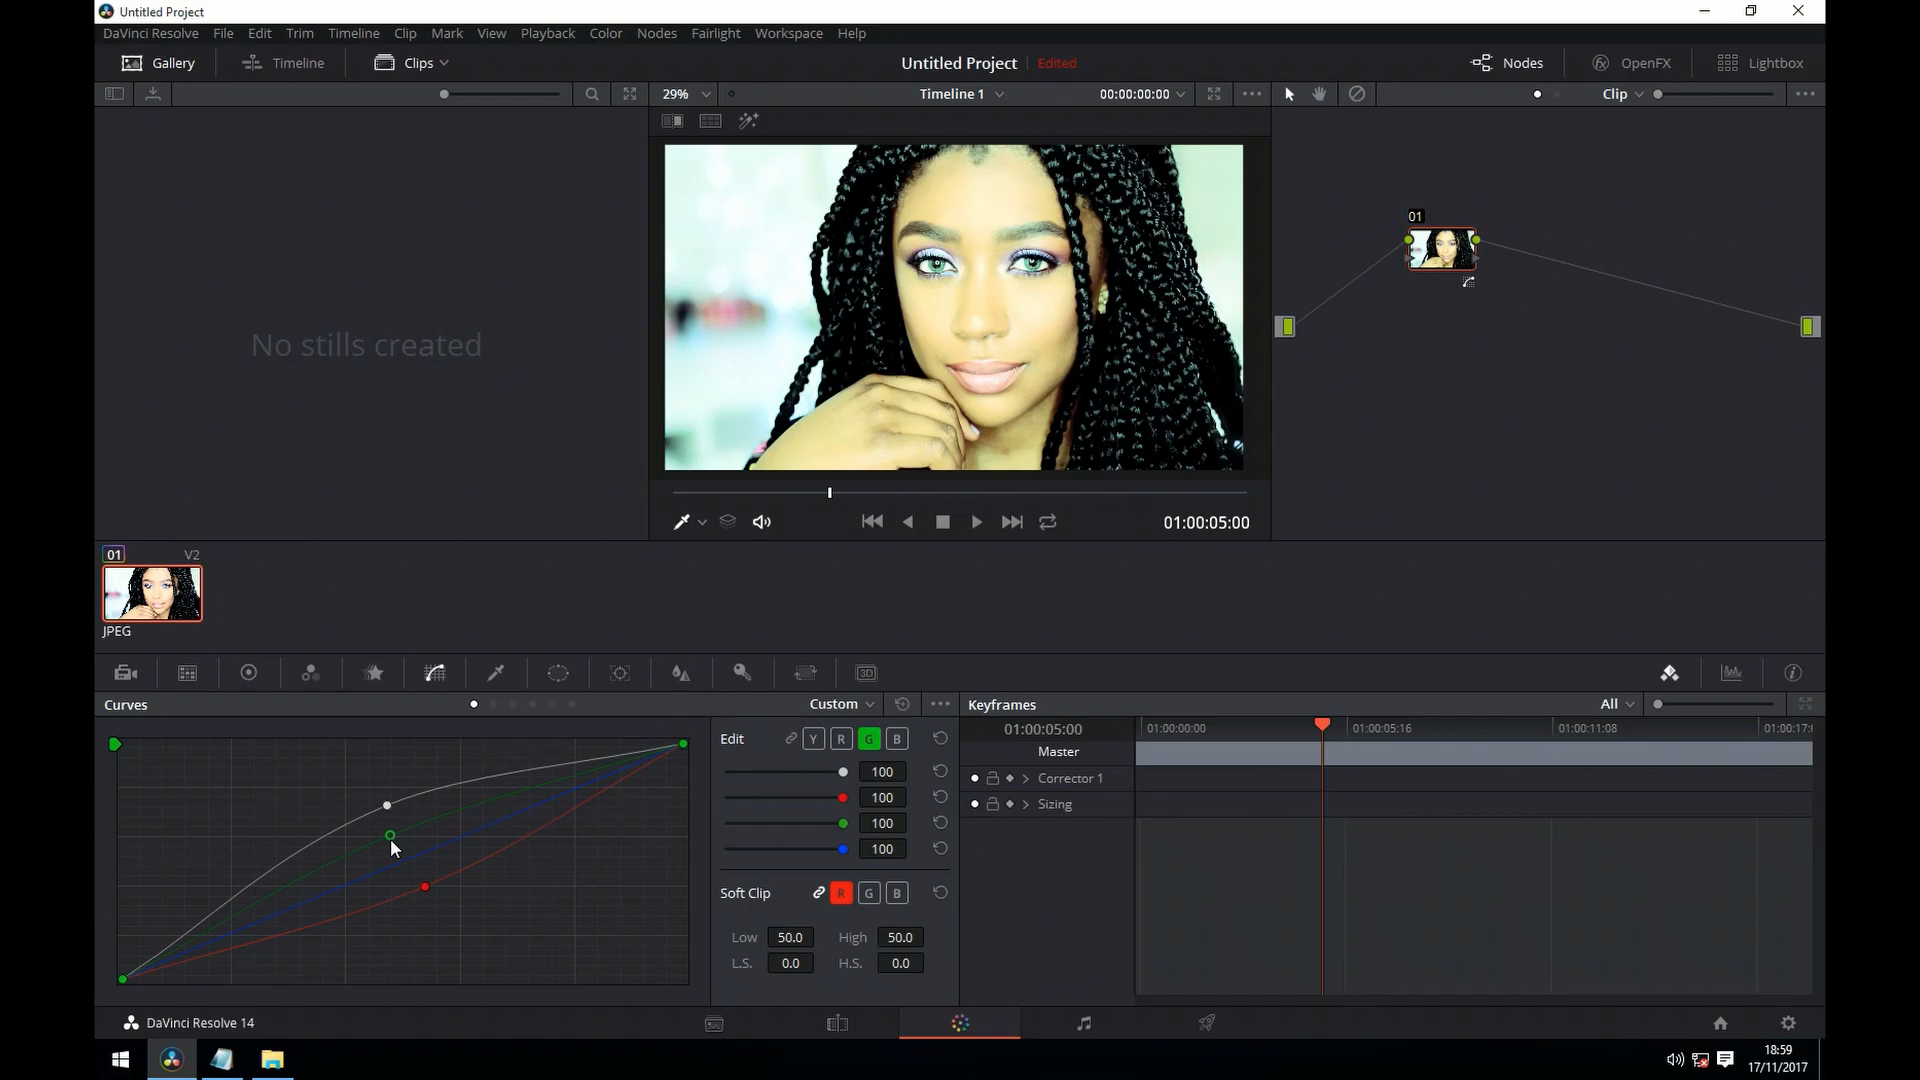 Untitled Project
DaVinci Resolve File Edit Trim Timeline Clip Mark View Playback Color Nodes Fairlight Workspace Help
Gallery Timeline Clips Untitled Project Edited Nodes OpenFX Lightbox
29% Timeline 1 00:00:00:00 Clip
01
No stills created
01:00:05:00
01 V2
JPEG
3D
Curves Custom Keyframes All
Edit Y R G B 01:00:05:00 01:00:00:00 01:00:05:16 01:00:11:08 01:00:17:
Master
100
Corrector 1
100
Sizing
100
100
Soft Clip R G B
Low 50.0 High 50.0
L.S. 0.0 H.S. 0.0
DaVinci Resolve 14
18:59
17/11/2017